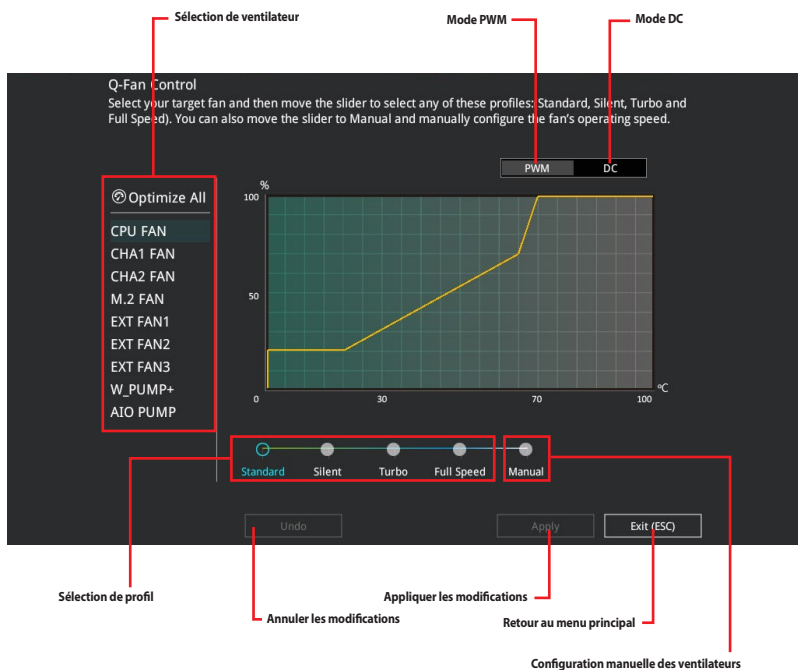 Sélection de ventilateur
Mode PWM
Mode DC
Q-Fan Control
Select your target fan and then move the slider to select any of these profiles: Standard, Silent, Turbo and
Full Speed). You can also move the slider to Manual and manually configure the fan's operating speed.
PWM
DC
Optimize All
CPU FAN
CHA1 FAN
CHA2 FAN
M.2 FAN
EXT FAN1
EXT FAN2
EXT FAN3
W_PUMP+
AIO PUMP
%
100
50
0
30
70
100
°C
Standard
Silent
Turbo
Full Speed
Manual
Undo
Apply
Exit (ESC)
Sélection de profil
Annuler les modifications
Appliquer les modifications
Retour au menu principal
Configuration manuelle des ventilateurs